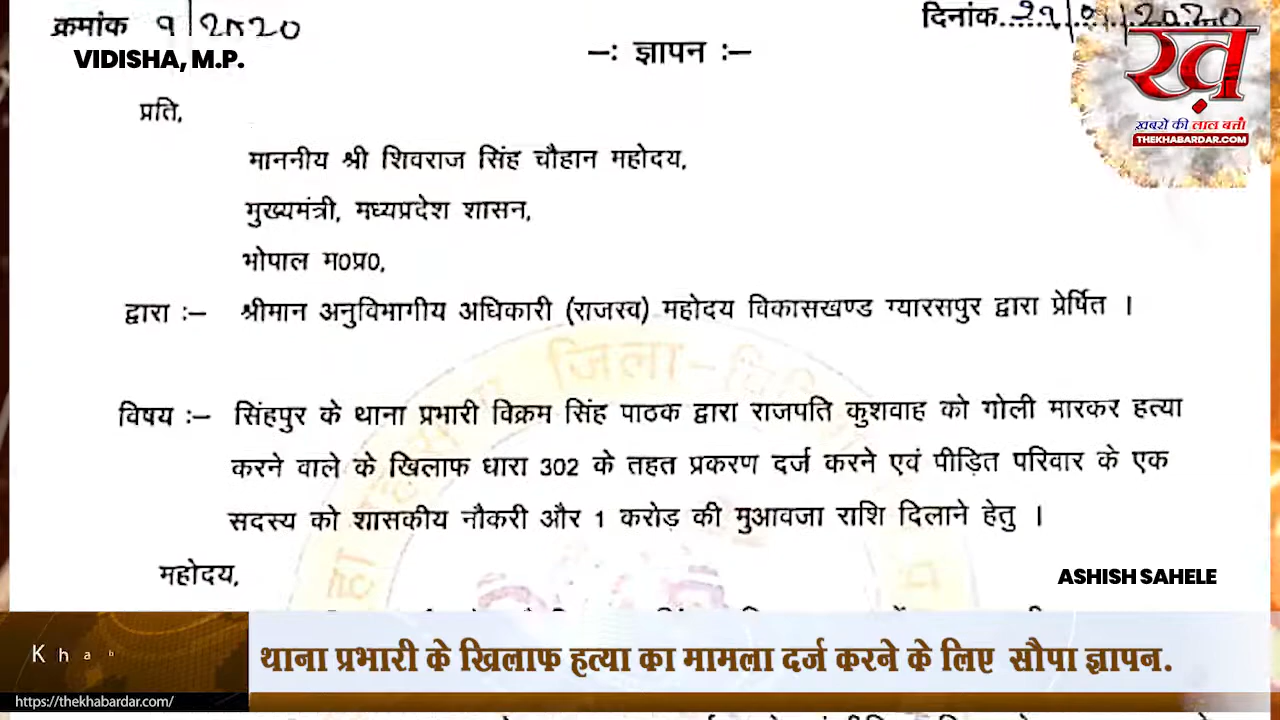 क्रमांक 9/2020
दिनांक
VIDISHA, M.P.
–ः ज्ञापन ः–
ख़
ख़बरो की लाल बत्ती
THEKHABARDAR.COM
प्रति,
माननीय श्री शिवराज सिंह चौहान महोदय,
मुख्यमंत्री, मध्यप्रदेश शासन,
भोपाल म0प्र0,
द्वारा ः– श्रीमान अनुविभागीय अधिकारी (राजस्व) महोदय विकासखण्ड ग्यारसपुर द्वारा प्रेर्षित ।
जिला-
विषय ः– सिंहपुर के थाना प्रभारी विक्रम सिंह पाठक द्वारा राजपति कुशवाह को गोली मारकर हत्या
करने वाले के खिलाफ धारा 302 के तहत प्रकरण दर्ज करने एवं पीड़ित परिवार के एक
सदस्य को शासकीय नौकरी और 1 करोड़ की मुआवजा राशि दिलाने हेतु ।
महोदय,
ASHISH SAHELE
Khab
थाना प्रभारी के खिलाफ हत्या का मामला दर्ज करने के लिए सौपा ज्ञापन.
https://thekhabardar.com/